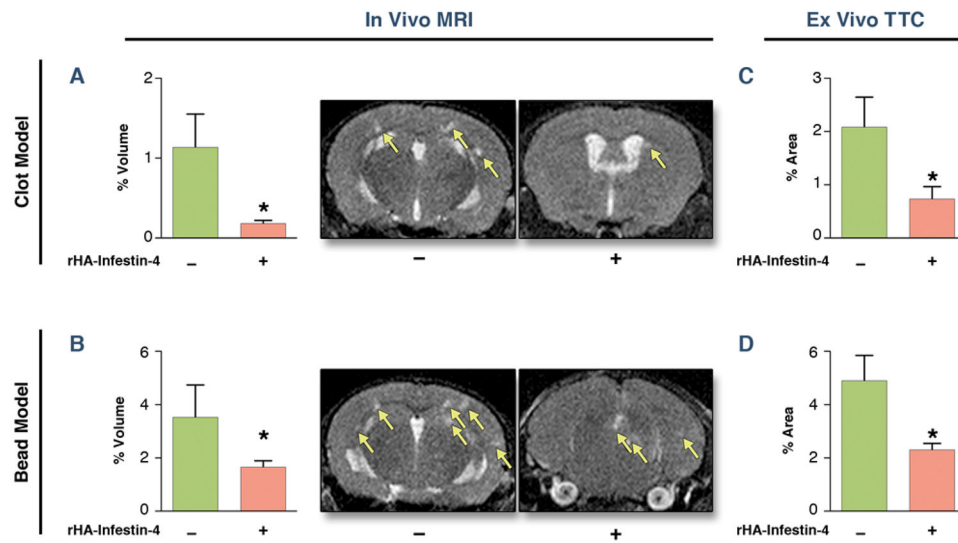 In Vivo MRI
Ex Vivo TTC
Clot Model
A
% Volume
2
1
0
*
rHA-Infestin-4
– +
– +
C
% Area
3
2
1
0
*
rHA-Infestin-4
– +
Bead Model
B
% Volume
6
4
2
0
*
rHA-Infestin-4
– +
– +
D
% Area
6
4
2
0
*
rHA-Infestin-4
– +